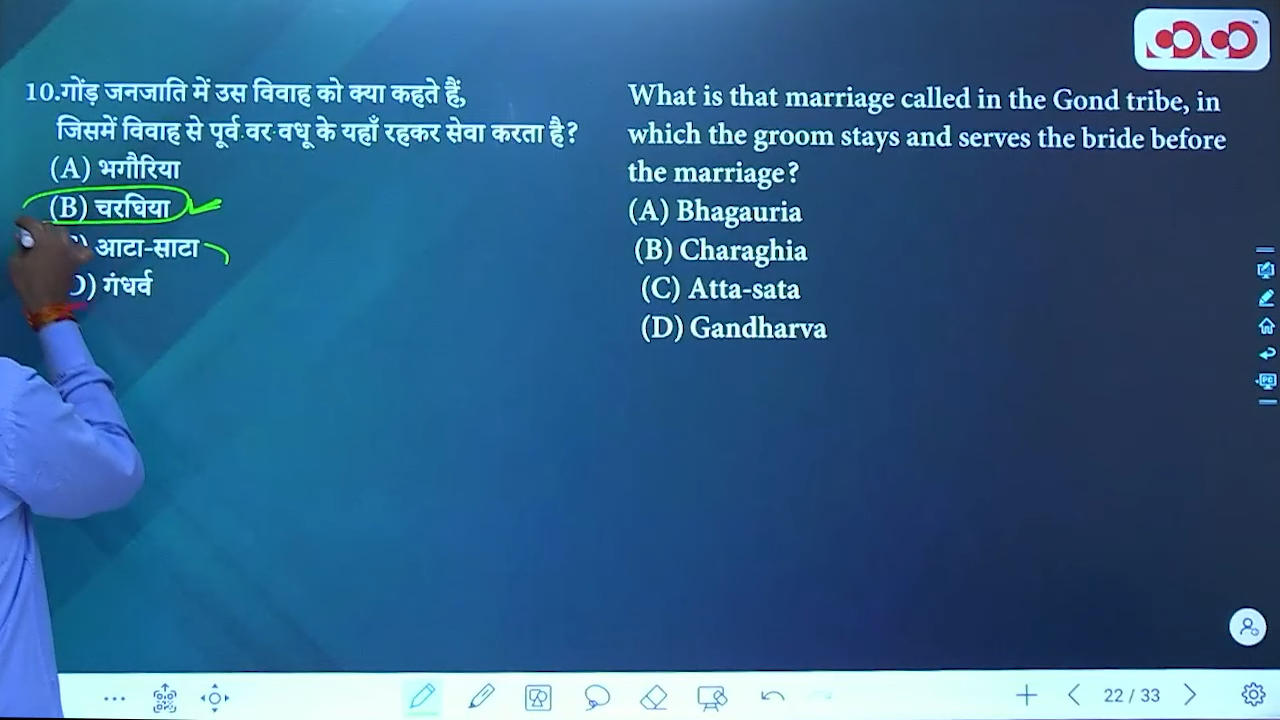 10.गोंड़ जनजाति में उस विवाह को क्या कहते हैं,
जिसमें विवाह से पूर्व वर वधू के यहाँ रहकर सेवा करता है?
(A) भगौरिया
(B) चरघिया
आटा-साटा
D) गंधर्व
What is that marriage called in the Gond tribe, in
which the groom stays and serves the bride before
the marriage?
(A) Bhagauria
(B) Charaghia
(C) Atta-sata
(D) Gandharva
22 / 33